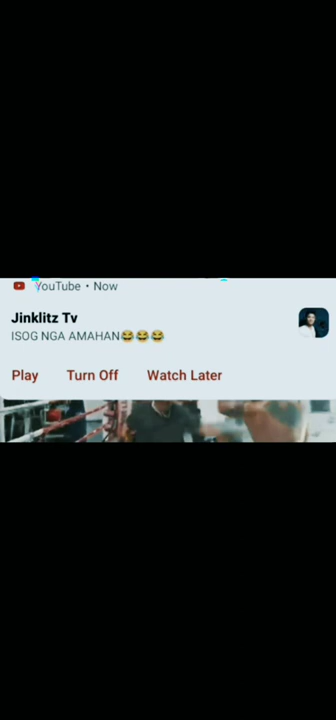 YouTube • Now
Jinklitz Tv
ISOG NGA AMAHAN😂😂😂
Play Turn Off Watch Later